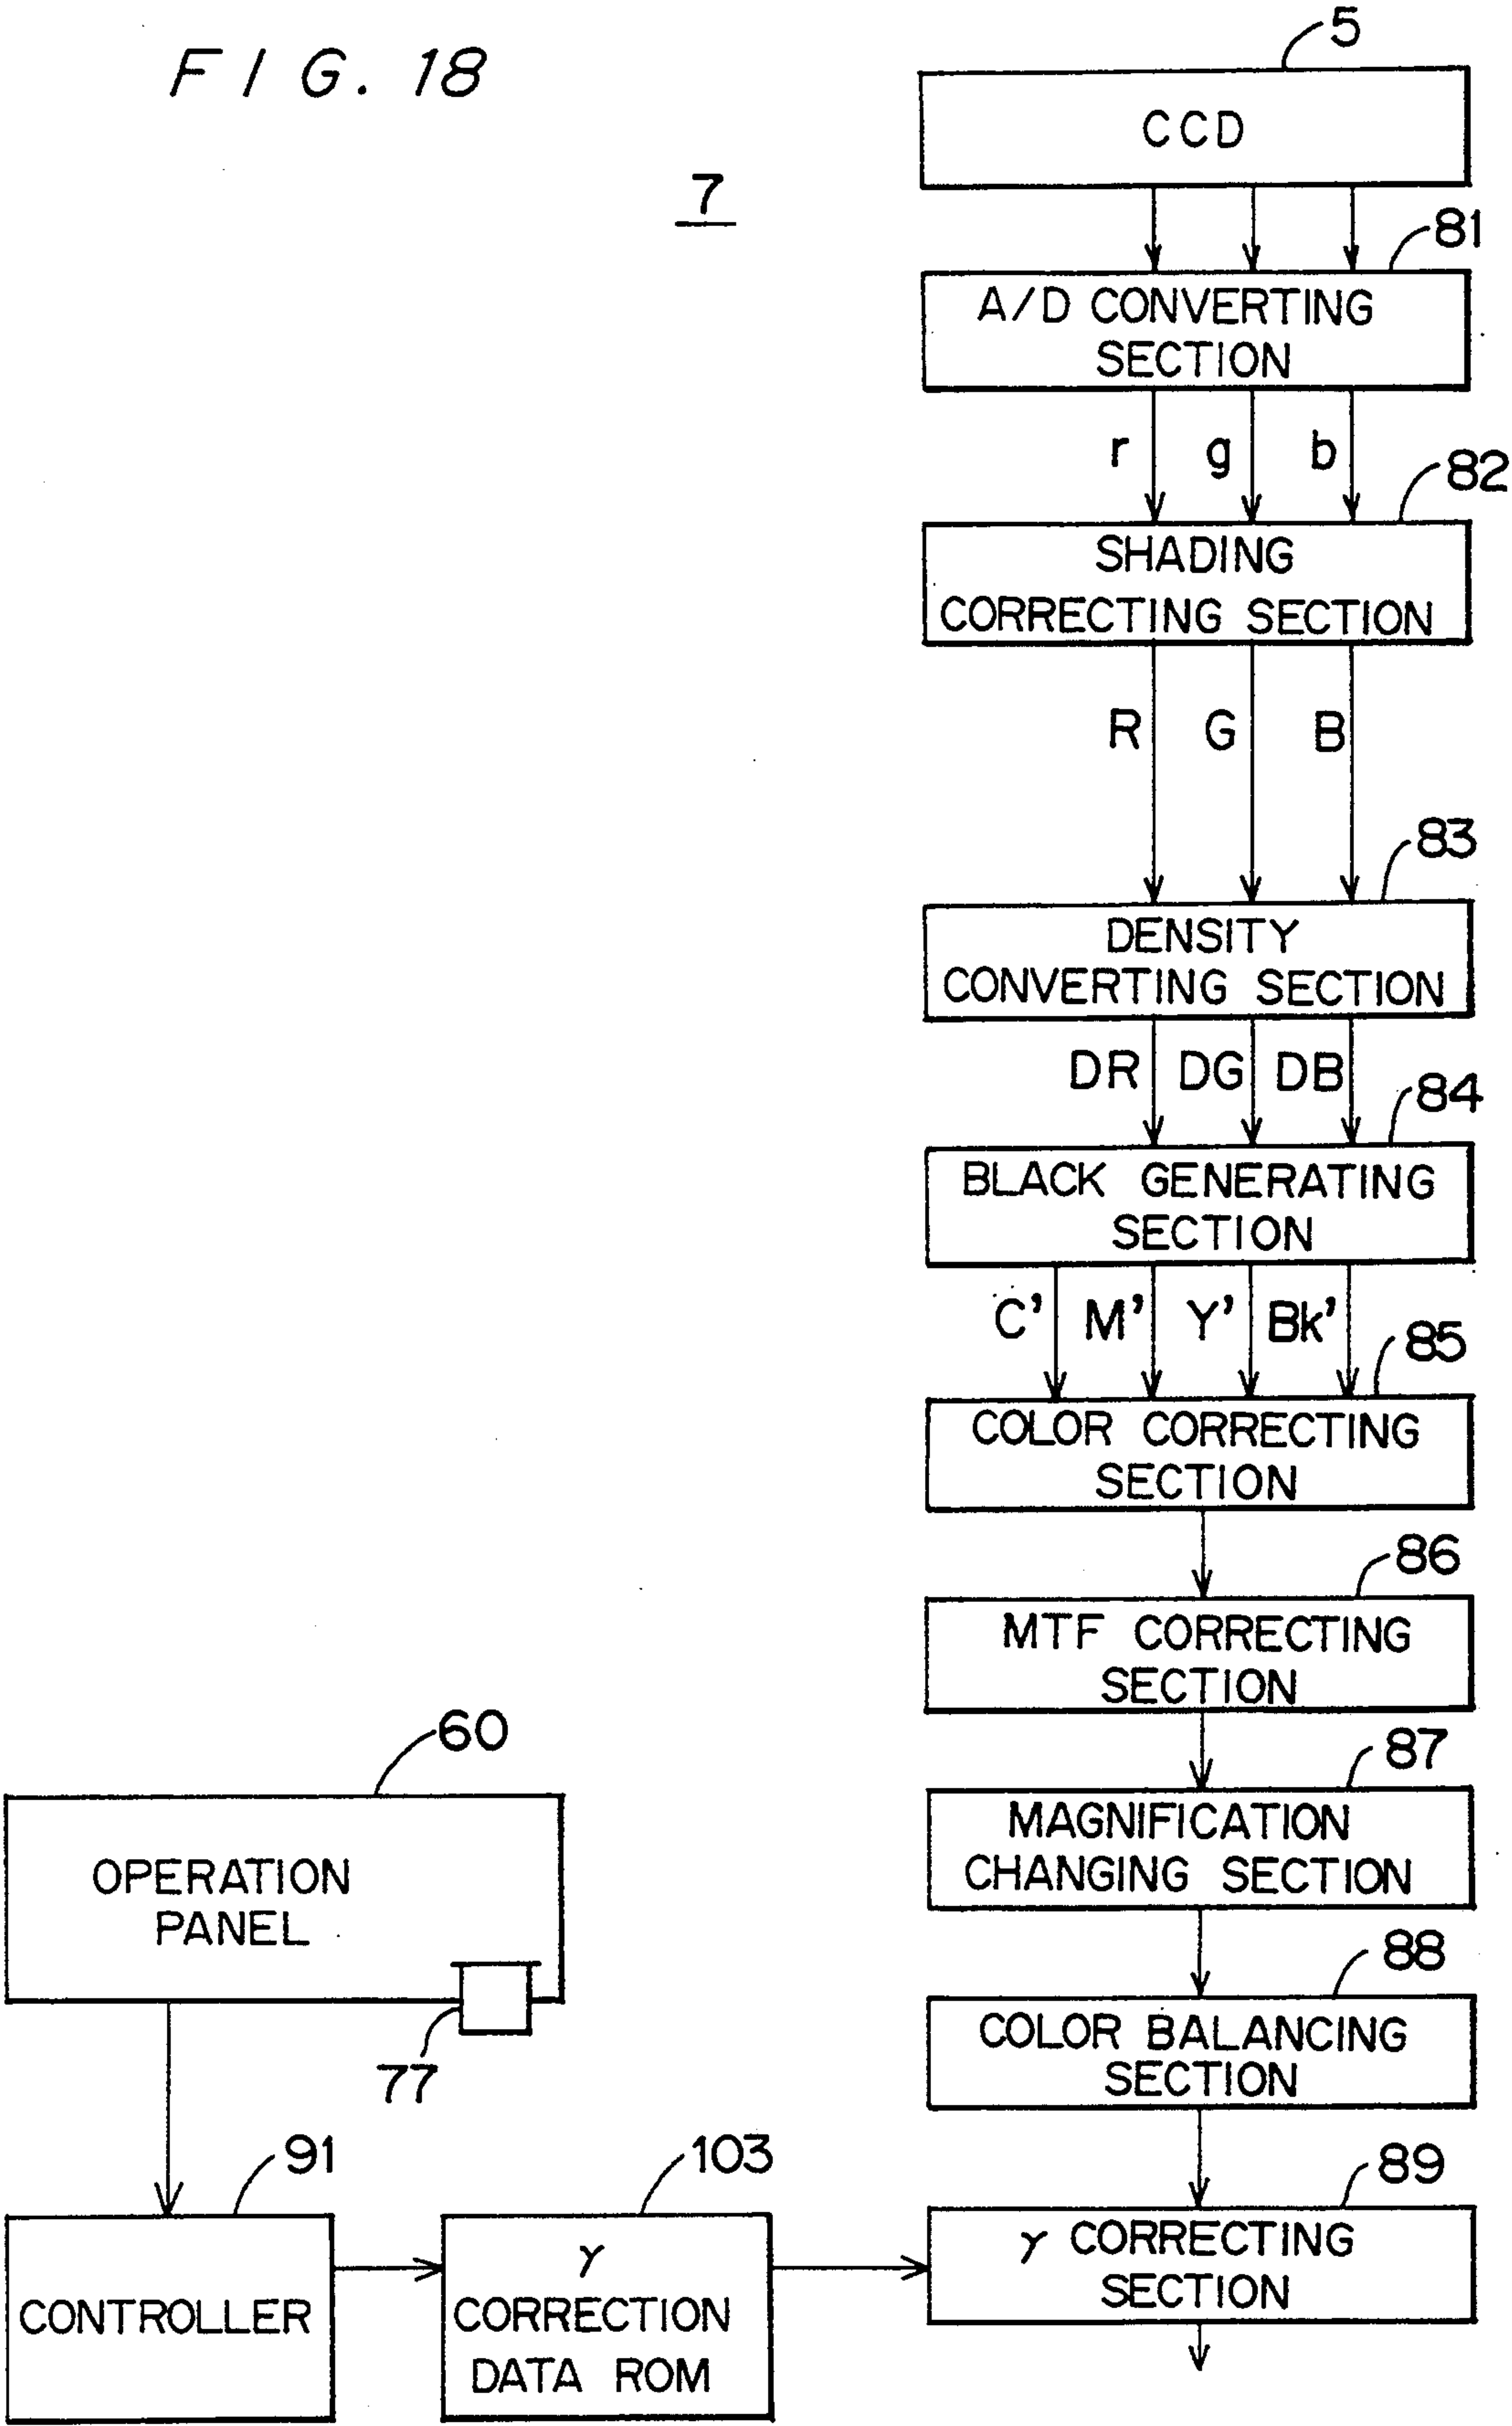 FIG. 18
7
5
CCD
81
A/D CONVERTING
SECTION
r g b
82
SHADING
CORRECTING SECTION
R G B
83
DENSITY
CONVERTING SECTION
DR DG DB
84
BLACK GENERATING
SECTION
C' M' Y' Bk'
85
COLOR CORRECTING
SECTION
86
MTF CORRECTING
SECTION
87
MAGNIFICATION
CHANGING SECTION
88
COLOR BALANCING
SECTION
89
γ CORRECTING
SECTION
60
OPERATION
PANEL
77
91
CONTROLLER
103
γ
CORRECTION
DATA ROM